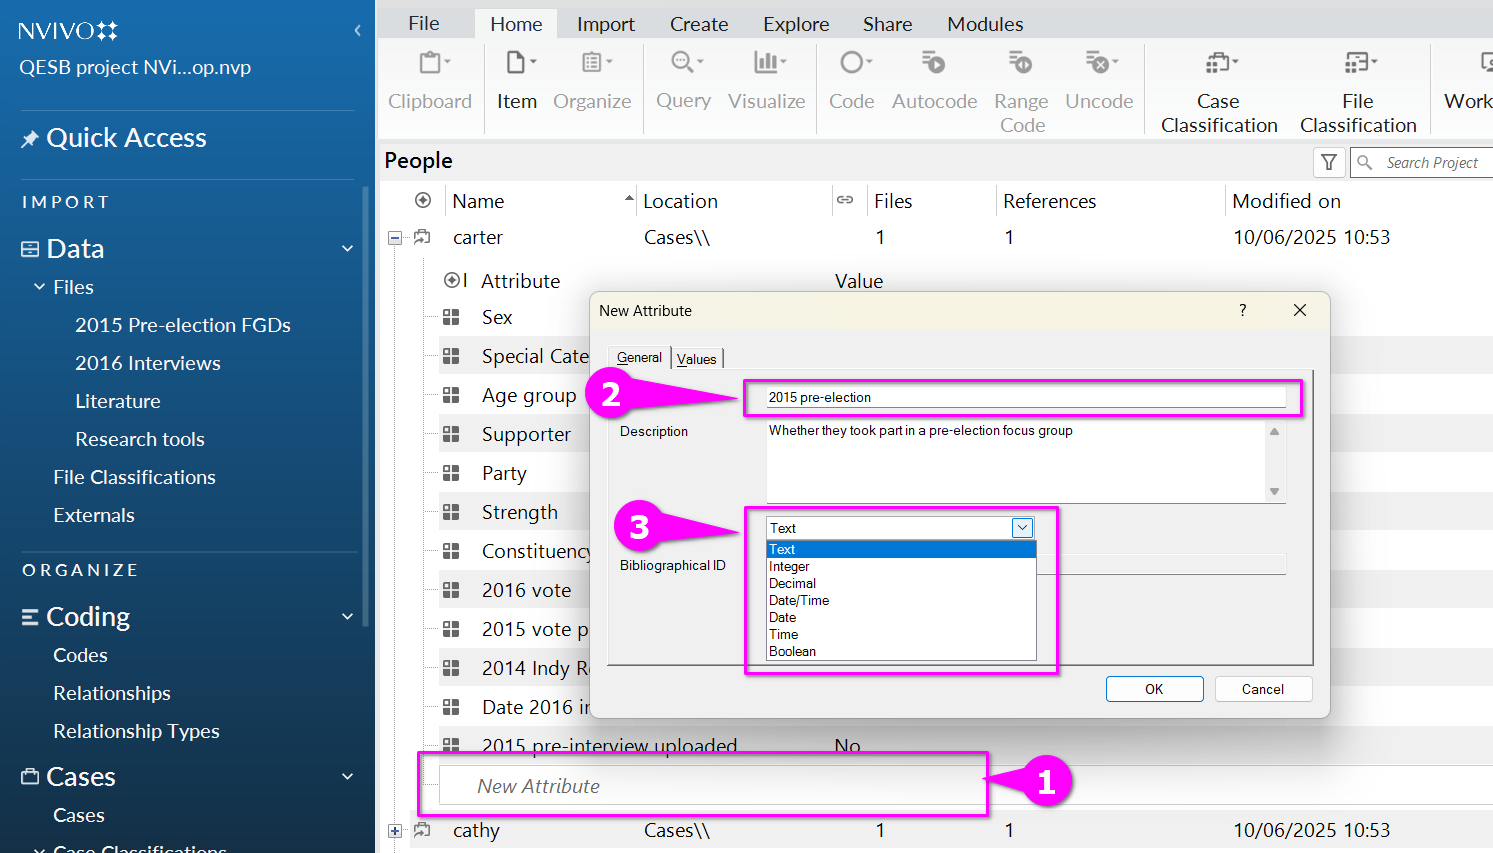 NVIVO
QESB project NVi...op.nvp
Quick Access
IMPORT
Data
Files
2015 Pre-election FGDs
2016 Interviews
Literature
Research tools
File Classifications
Externals
ORGANIZE
Coding
Codes
Relationships
Relationship Types
Cases
Cases
Case Classifications
File Home Import Create Explore Share Modules
Clipboard Item Organize Query Visualize Code Autocode Range Code Uncode Case Classification File Classification Work
People
Search Project
Name Location Files References Modified on
carter Cases\\ 1 1 10/06/2025 10:53
Attribute Value
Sex
Special Cate
Age group
Supporter
Party
Strength
Constituency
2016 vote
2015 vote p
2014 Indy Re
Date 2016 in
2015 pre-interview uploaded No
New Attribute
1
cathy Cases\\ 1 1 10/06/2025 10:53
New Attribute
?
General Values
2
2015 pre-election
Description
Whether they took part in a pre-election focus group
3
Text
Bibliographical ID
Text
Integer
Decimal
Date/Time
Date
Time
Boolean
OK Cancel